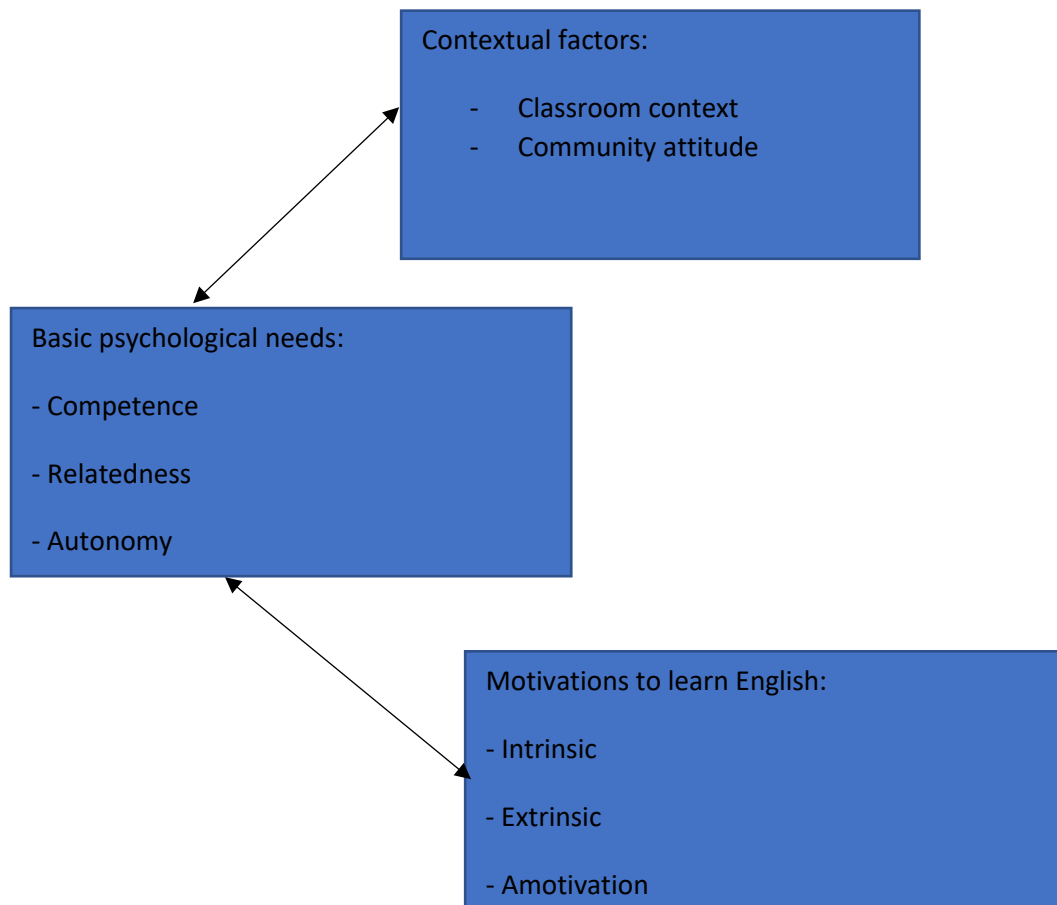 Contextual factors:
- Classroom context
- Community attitude
Basic psychological needs:
- Competence
- Relatedness
- Autonomy
Motivations to learn English:
- Intrinsic
- Extrinsic
- Amotivation